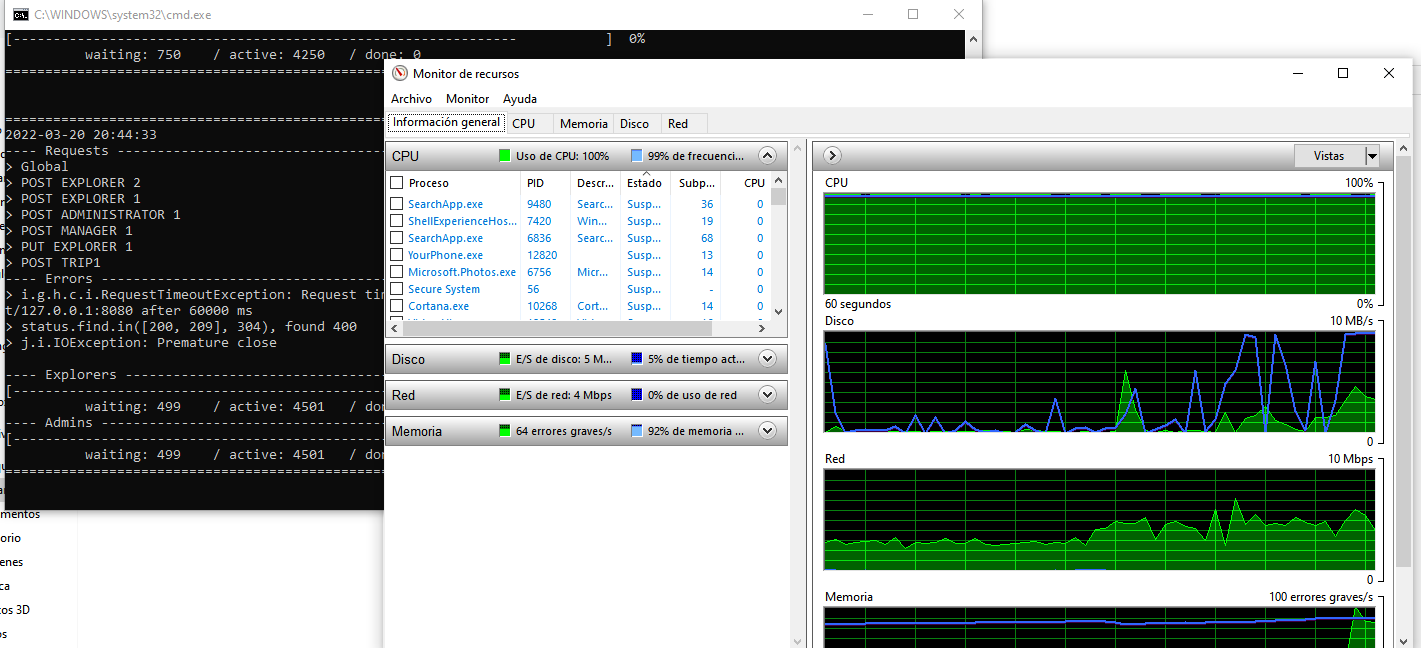 C:\WINDOWS\system32\cmd.exe
[--------------------------------------------------------------- ] 0%
waiting: 750 / active: 4250 / done: 0
2022-03-20 20:44:33
---- Requests
> Global
> POST EXPLORER 2
> POST EXPLORER 1
> POST ADMINISTRATOR 1
> POST MANAGER 1
> PUT EXPLORER 1
> POST TRIP1
---- Errors
> i.g.h.c.i.RequestTimeoutException: Request
t/127.0.0.1:8080 after 60000 ms
> status.find.in([200, 209], 304), found 400
> j.i.IOException: Premature close
---- Explorers
waiting: 499 / active: 4501 /
---- Admins
waiting: 499 / active: 4501 /
mentos
orio
enes
ca
os 3D
os
Monitor de recursos
Archivo Monitor Ayuda
Información general CPU Memoria Disco Red
CPU Uso de CPU: 100% 99% de frecuenci...
Proceso PID Descr... Estado Subp... CPU
SearchApp.exe 9480 Searc... Susp... 36 0
ShellExperienceHos... 7420 Win... Susp... 19 0
SearchApp.exe 6836 Searc... Susp... 68 0
YourPhone.exe 12820 Susp... 13 0
Microsoft.Photos.exe 6756 Micr... Susp... 14 0
Secure System 56 Susp... - 0
Cortana.exe 10268 Cort... Susp... 14 0
Disco E/S de disco: 5 M... 5% de tiempo act...
Red E/S de red: 4 Mbps 0% de uso de red
Memoria 64 errores graves/s 92% de memoria ...
Vistas
CPU 100%
60 segundos 0%
Disco 10 MB/s
0
Red 10 Mbps
0
Memoria 100 errores graves/s